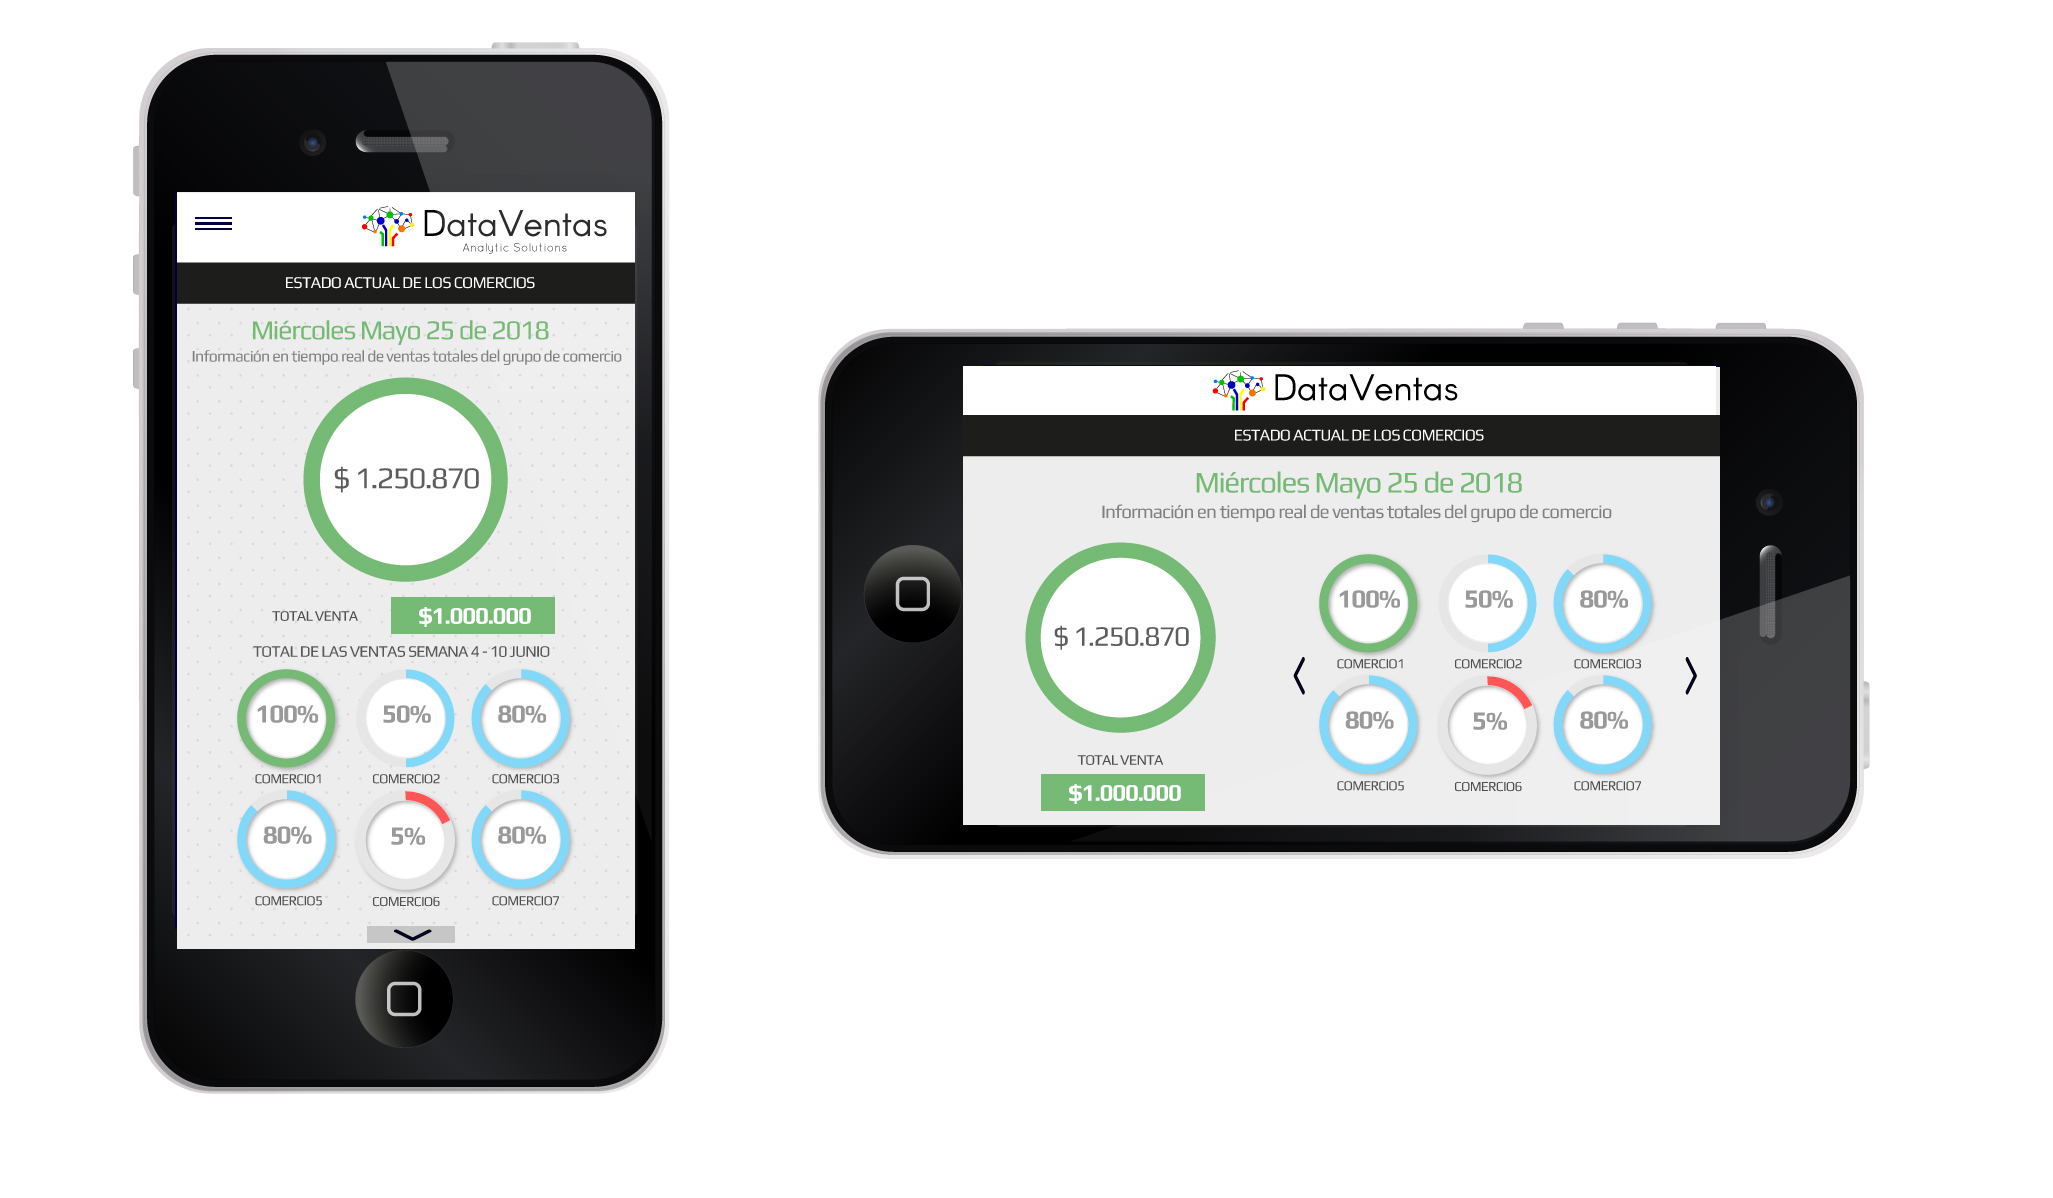 DataVentas
Analytic Solutions
ESTADO ACTUAL DE LOS COMERCIOS
Miércoles Mayo 25 de 2018
Información en tiempo real de ventas totales del grupo de comercio
$ 1.250.870
TOTAL VENTA $1.000.000
TOTAL DE LAS VENTAS SEMANA 4 - 10 JUNIO
100% 50% 80%
COMERCIO1 COMERCIO2 COMERCIO3
80% 5% 80%
COMERCIO5 COMERCIO6 COMERCIO7
DataVentas
ESTADO ACTUAL DE LOS COMERCIOS
Miércoles Mayo 25 de 2018
Información en tiempo real de ventas totales del grupo de comercio
$ 1.250.870
TOTAL VENTA
$1.000.000
100% 50% 80%
COMERCIO1 COMERCIO2 COMERCIO3
80% 5% 80%
COMERCIO5 COMERCIO6 COMERCIO7